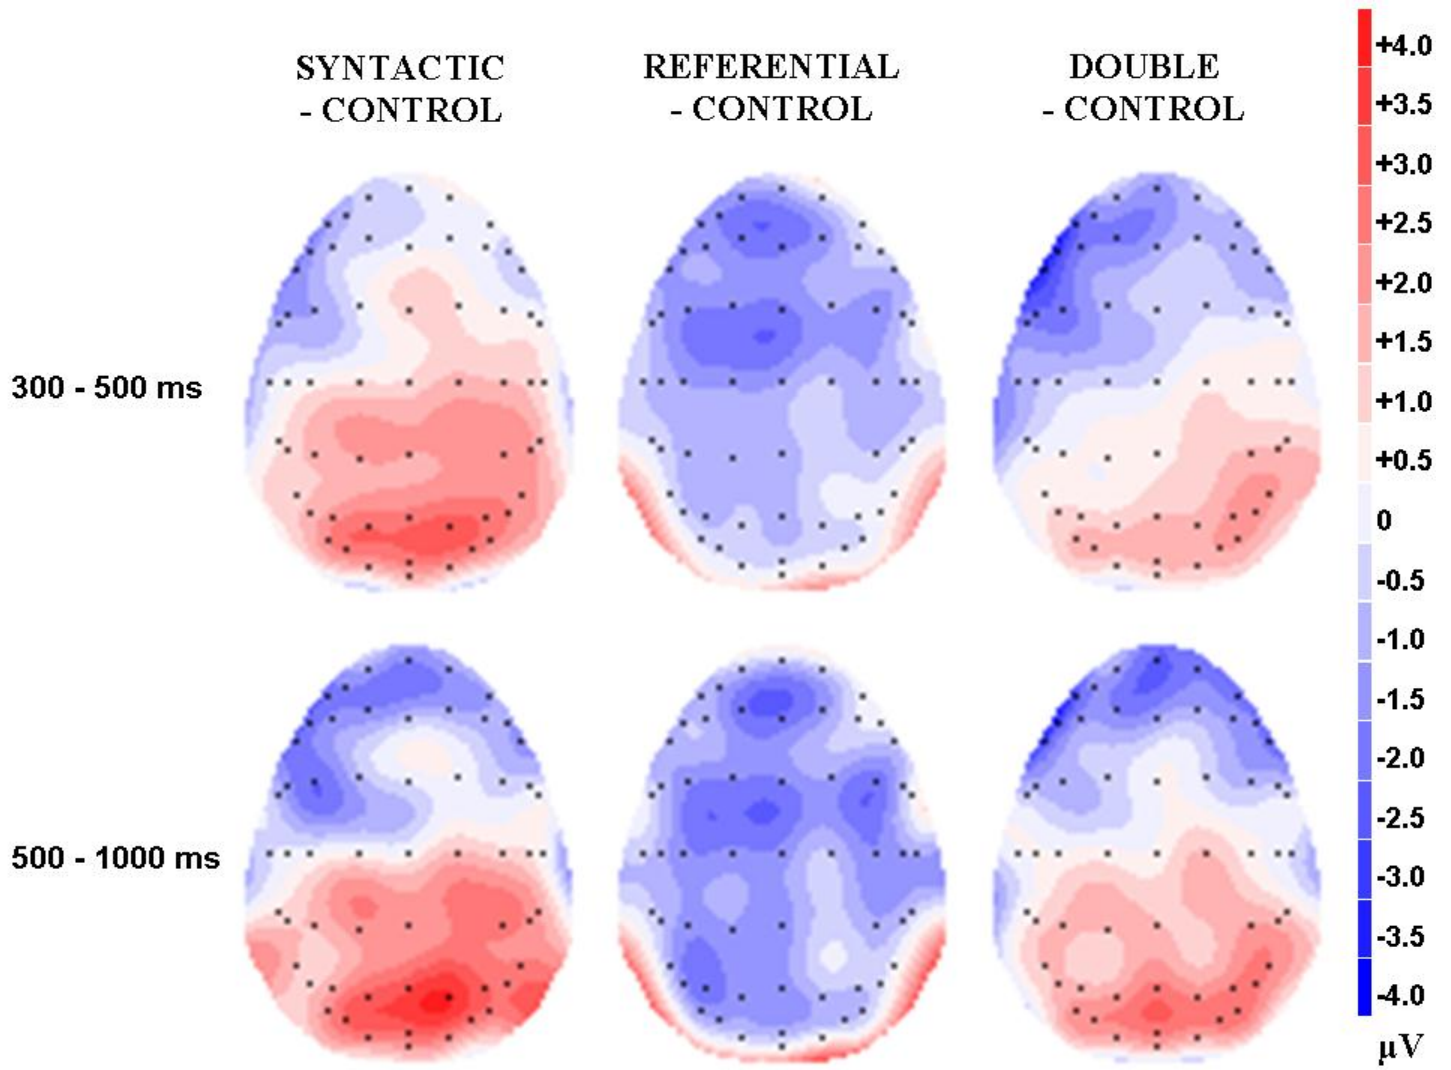 SYNTACTIC
- CONTROL
REFERENTIAL
- CONTROL
DOUBLE
- CONTROL
300 - 500 ms
500 - 1000 ms
+4.0
+3.5
+3.0
+2.5
+2.0
+1.5
+1.0
+0.5
0
-0.5
-1.0
-1.5
-2.0
-2.5
-3.0
-3.5
-4.0
µV